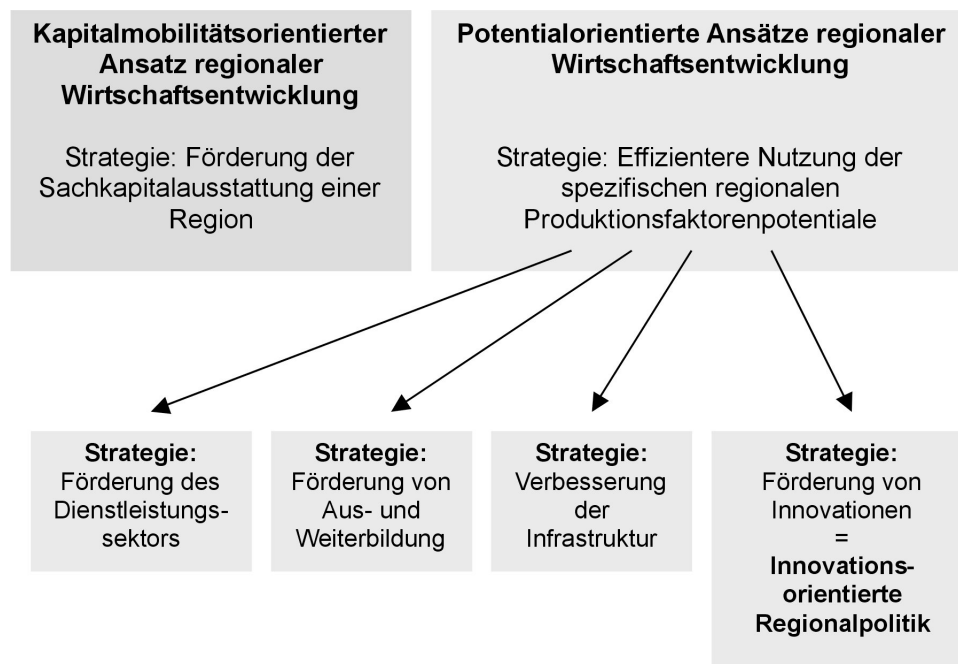 Kapitalmobilitätsorientierter
Ansatz regionaler
Wirtschaftsentwicklung
Strategie: Förderung der
Sachkapitalausstattung einer
Region
Potentialorientierte Ansätze regionaler
Wirtschaftsentwicklung
Strategie: Effizientere Nutzung der
spezifischen regionalen
Produktionsfaktorenpotentiale
Strategie:
Förderung des
Dienstleistungs-
sektors
Strategie:
Förderung von
Aus- und
Weiterbildung
Strategie:
Verbesserung
der
Infrastruktur
Strategie:
Förderung von
Innovationen
=
Innovations-
orientierte
Regionalpolitik